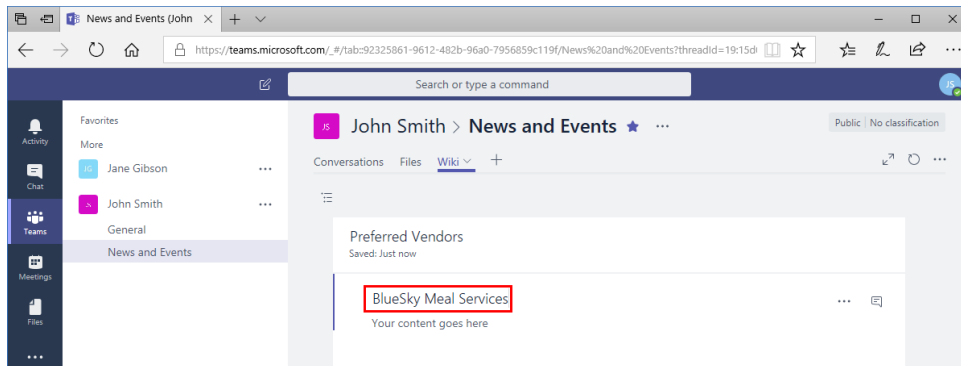 News and Events (John
https://teams.microsoft.com/_#/tab::92325861-9612-482b-96a0-7956859c119f/News%20and%20Events?threadId=19:15d
Search or type a command
JS
Activity
Chat
Teams
Meetings
Files
Favorites
More
JG Jane Gibson
JS John Smith
General
News and Events
JS John Smith > News and Events
Public No classification
Conversations Files Wiki
Preferred Vendors
Saved: Just now
BlueSky Meal Services
Your content goes here